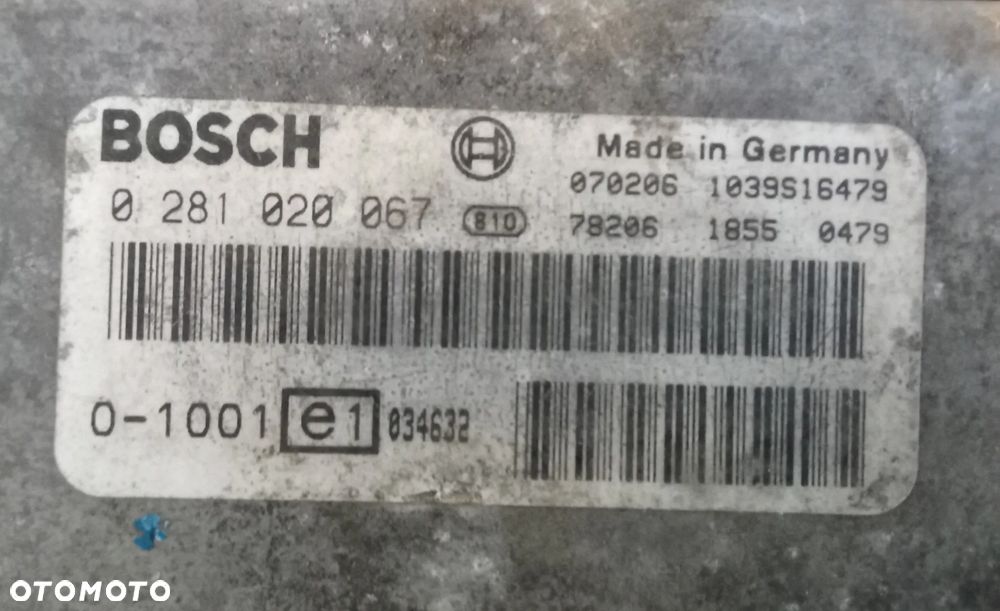 BOSCH
Made in Germany
070206 1039S16479
0 281 020 067 810 78206 1855 0479
0-1001 e1 034632
OTOMOTO